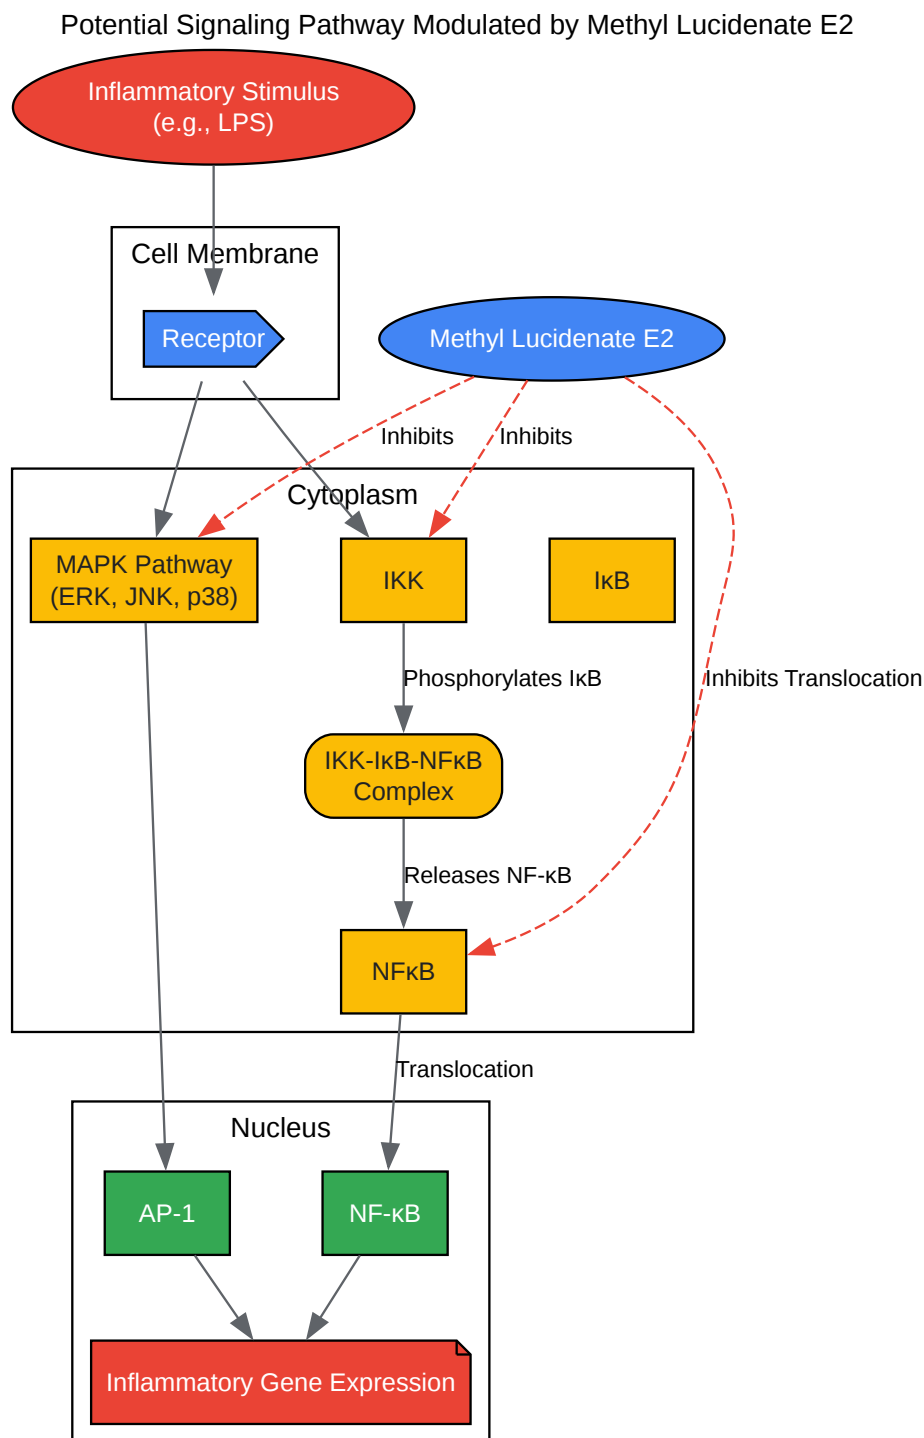 Potential Signaling Pathway Modulated by Methyl Lucidenate E2
Inflammatory Stimulus
(e.g., LPS)
Cell Membrane
Receptor
Methyl Lucidenate E2
Inhibits
Inhibits
Cytoplasm
MAPK Pathway
(ERK, JNK, p38)
IKK
IκB
Phosphorylates IκB
Inhibits Translocation
IKK-IκB-NFκB
Complex
Releases NF-κB
NFκB
Translocation
Nucleus
AP-1
NF-κB
Inflammatory Gene Expression